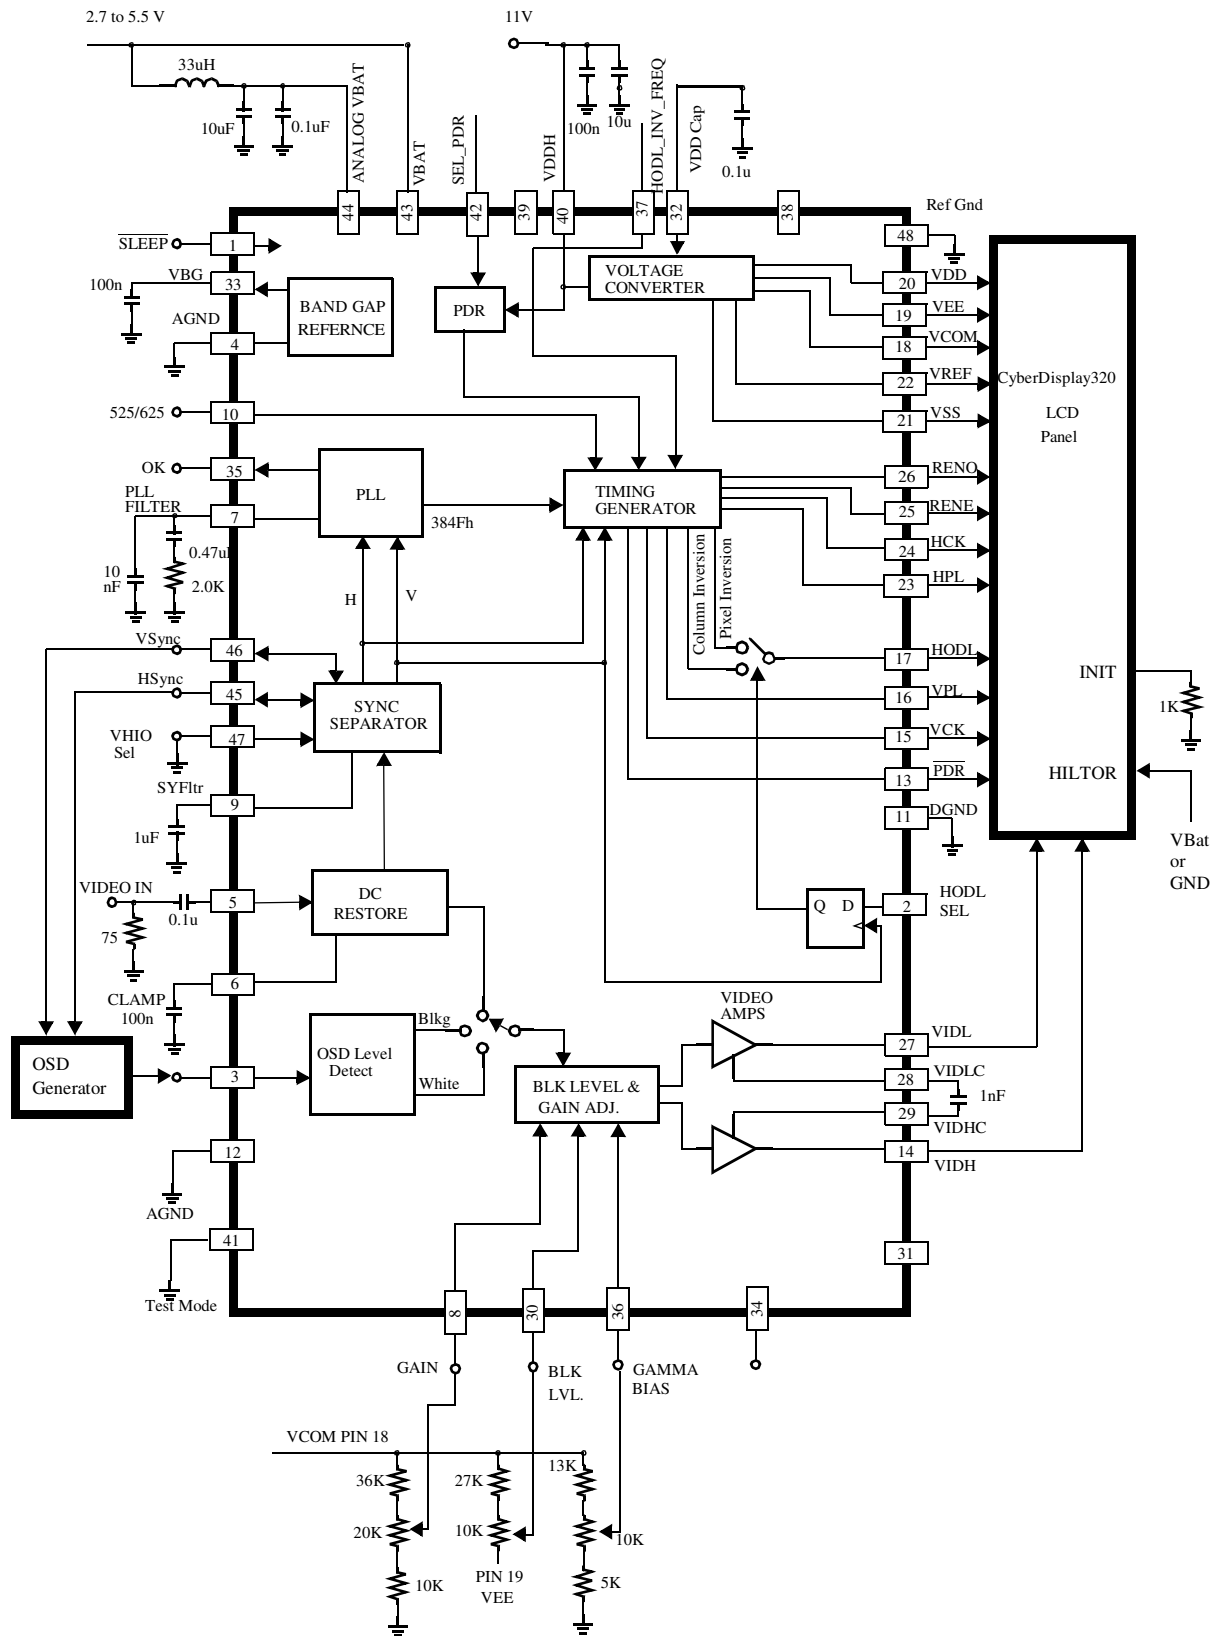 2.7 to 5.5 V
11V
33uH
10uF
0.1uF
ANALOG VBAT
VBAT
SEL_PDR
VDDH
100n
10u
HODL_INV_FREQ
VDD Cap
0.1u
44
43
42
39
40
37
32
38
Ref Gnd
48
SLEEP
1
VBG
100n
33
AGND
4
BAND GAP
REFERNCE
PDR
VOLTAGE
CONVERTER
20
VDD
19
VEE
18
VCOM
22
VREF
21
VSS
CyberDisplay320
LCD
Panel
525/625
10
OK
35
PLL
FILTER
7
0.47u
10
nF
2.0K
PLL
384Fh
TIMING
GENERATOR
26
RENO
25
RENE
24
HCK
23
HPL
H
V
Column Inversion
Pixel Inversion
VSync
46
HSync
45
VHIO
Sel
47
SYNC
SEPARATOR
SYFltr
9
1uF
17
HODL
16
VPL
15
VCK
13
PDR
11
DGND
INIT
1K
HILTOR
VBat
or
GND
VIDEO IN
0.1u
5
75
DC
RESTORE
Q D
2
HODL
SEL
6
CLAMP
100n
OSD
Generator
3
OSD Level
Detect
Blkg
White
BLK LEVEL &
GAIN ADJ.
VIDEO
AMPS
27
VIDL
28
VIDLC
1nF
29
VIDHC
14
VIDH
12
AGND
41
Test Mode
31
8
30
36
34
GAIN
BLK
LVL.
GAMMA
BIAS
VCOM PIN 18
36K
27K
13K
20K
10K
10K
10K
PIN 19
VEE
5K